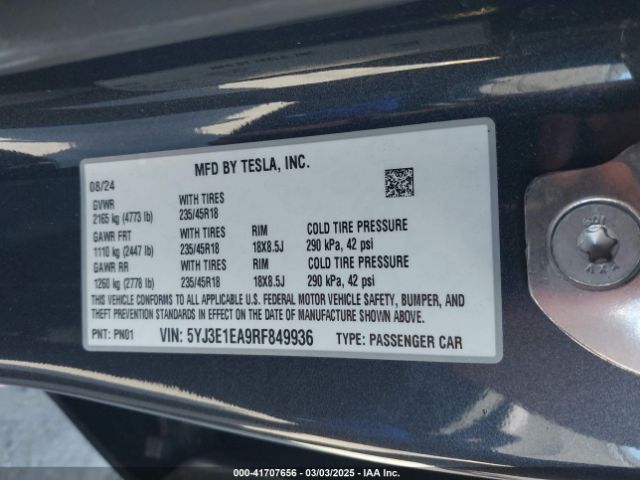 MFD BY TESLA, INC.
08/24
GVWR WITH TIRES
2165 kg (4773 lb) 235/45R18
GAWR FRT WITH TIRES RIM COLD TIRE PRESSURE
1110 kg (2447 lb) 235/45R18 18X8.5J 290 kPa, 42 psi
GAWR RR WITH TIRES RIM COLD TIRE PRESSURE
1260 kg (2778 lb) 235/45R18 18X8.5J 290 kPa, 42 psi
THIS VEHICLE CONFORMS TO ALL APPLICABLE U.S. FEDERAL MOTOR VEHICLE SAFETY, BUMPER, AND
THEFT PREVENTION STANDARDS IN EFFECT ON THE DATE OF MANUFACTURE SHOWN ABOVE.
PNT: PN01 VIN: 5YJ3E1EA9RF849936 TYPE: PASSENGER CAR
000-41707656 — 03/03/2025 — IAA Inc.